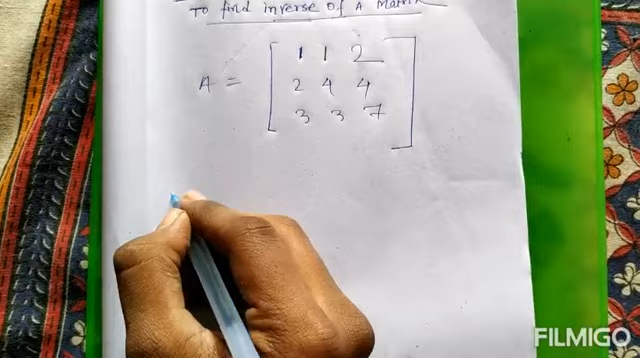 To find inverse of A Matrix
A = [ 1 1 2
2 4 4
3 3 7 ]
FILMIGO